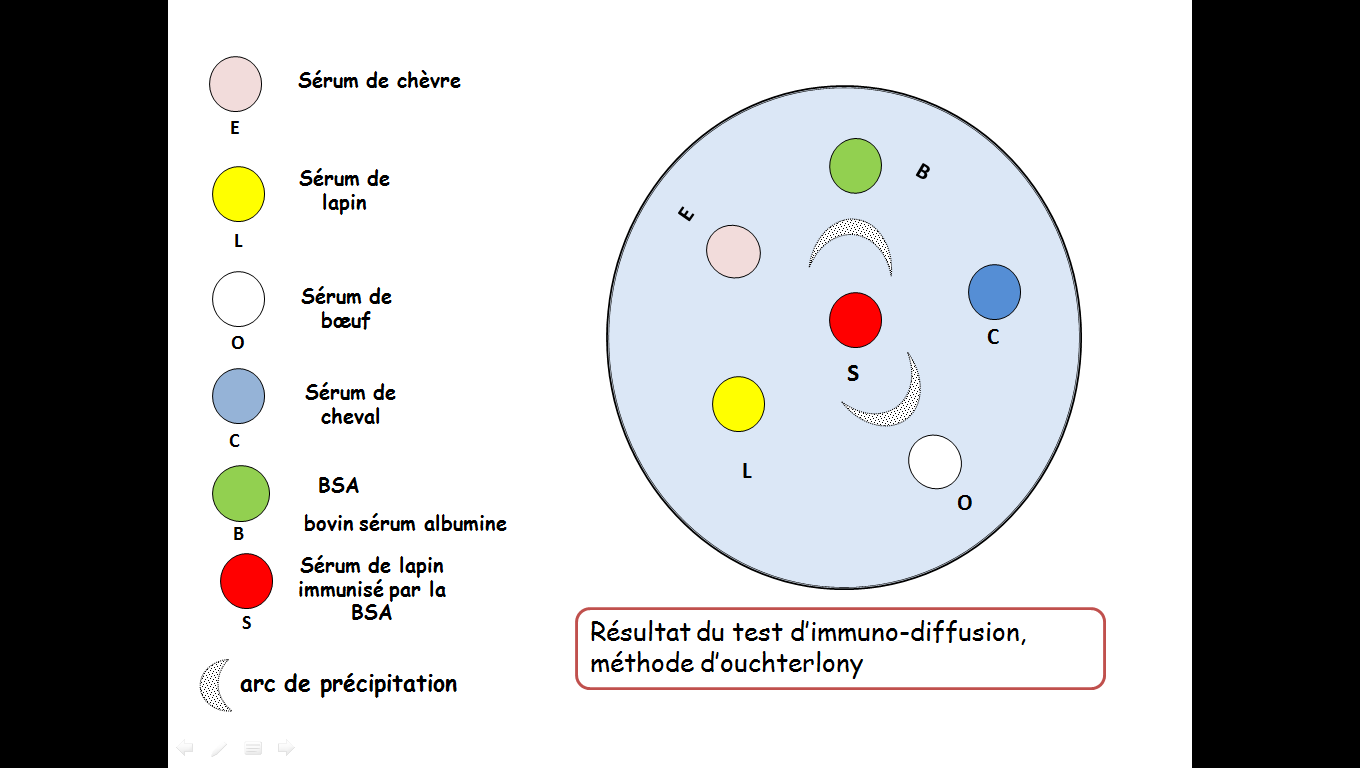 Sérum de chèvre
E
Sérum de
lapin
L
Sérum de
bœuf
O
Sérum de
cheval
C
BSA
bovin sérum albumine
B
Sérum de lapin
immunisé par la
BSA
S
arc de précipitation
B
E
C
S
L
O
Résultat du test d'immuno-diffusion,
méthode d'ouchterlony